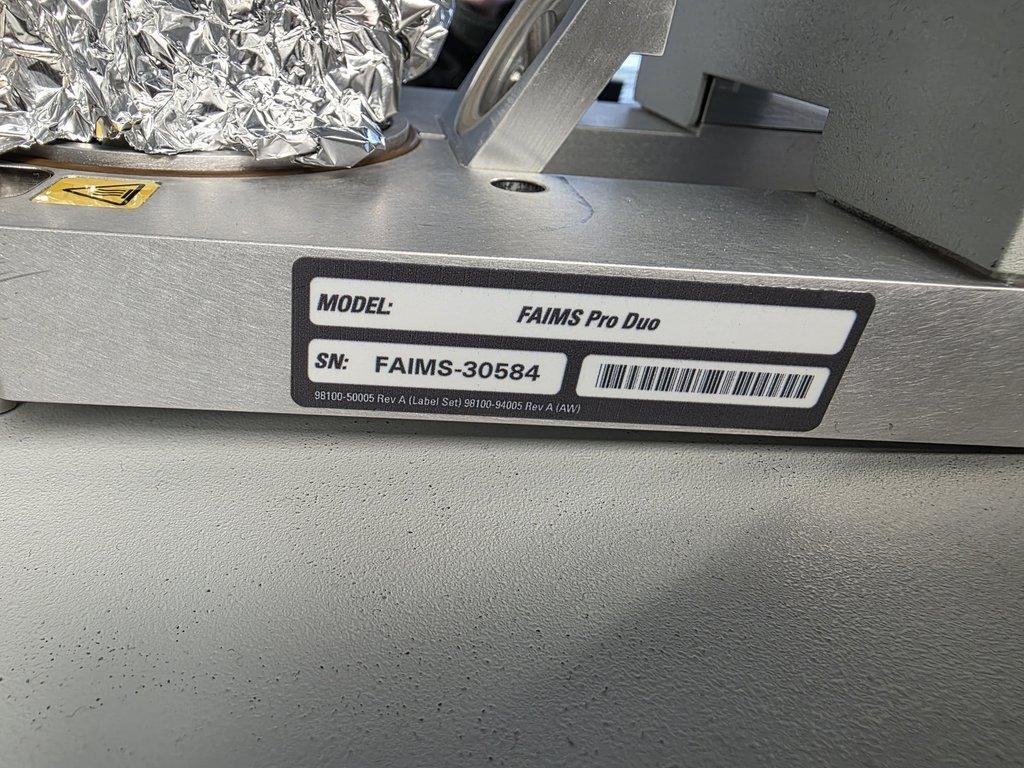 MODEL: FAIMS Pro Duo
SN: FAIMS-30584
98100-50005 Rev A (Label Set) 98100-94005 Rev A (AW)